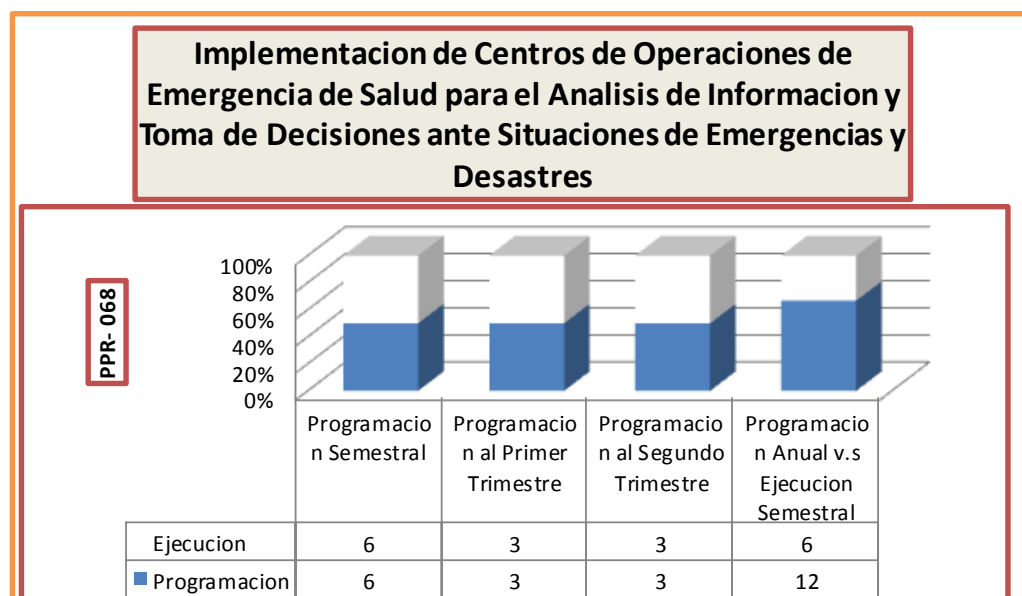 Implementacion de Centros de Operaciones de
Emergencia de Salud para el Analisis de Informacion y
Toma de Decisiones ante Situaciones de Emergencias y
Desastres
PPR- 068
100%
80%
60%
40%
20%
0%
Programacio
n Semestral
Programacio
n al Primer
Trimestre
Programacio
n al Segundo
Trimestre
Programacio
n Anual v.s
Ejecucion
Semestral
Ejecucion 6 3 3 6
Programacion 6 3 3 12